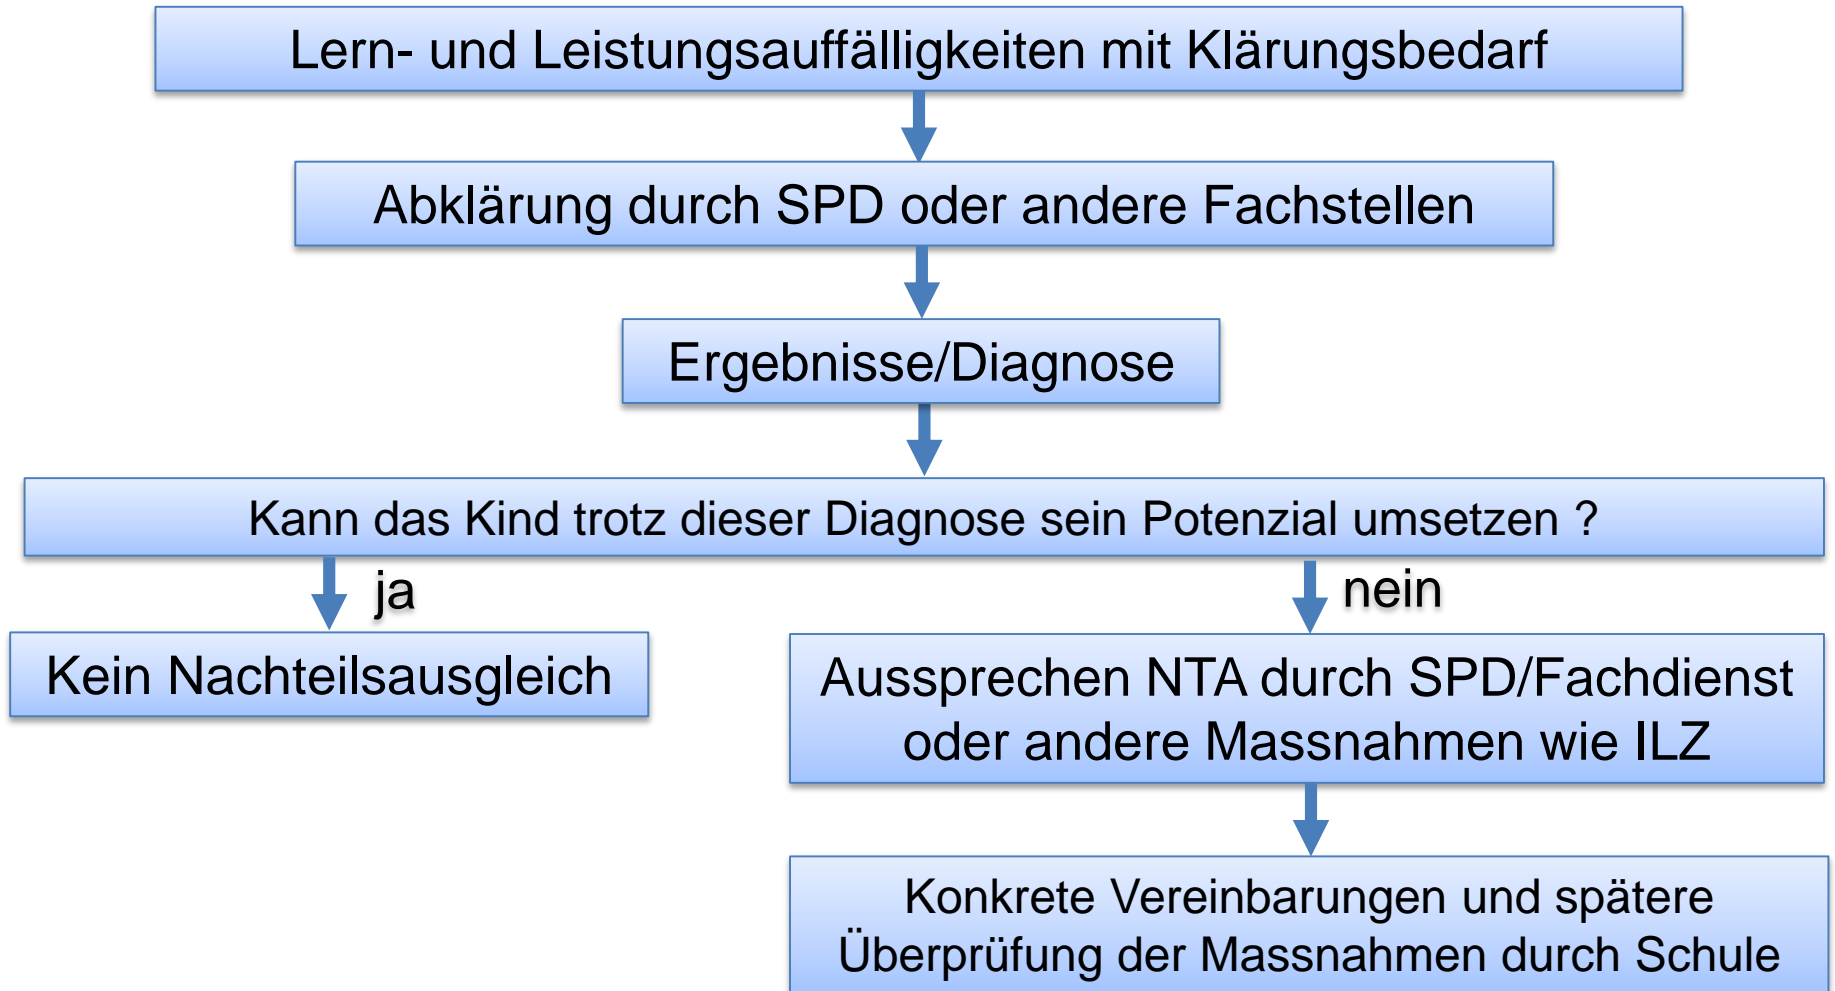 Lern- und Leistungsauffälligkeiten mit Klärungsbedarf
Abklärung durch SPD oder andere Fachstellen
Ergebnisse/Diagnose
Kann das Kind trotz dieser Diagnose sein Potenzial umsetzen ?
ja
nein
Kein Nachteilsausgleich
Aussprechen NTA durch SPD/Fachdienst
oder andere Massnahmen wie ILZ
Konkrete Vereinbarungen und spätere
Überprüfung der Massnahmen durch Schule